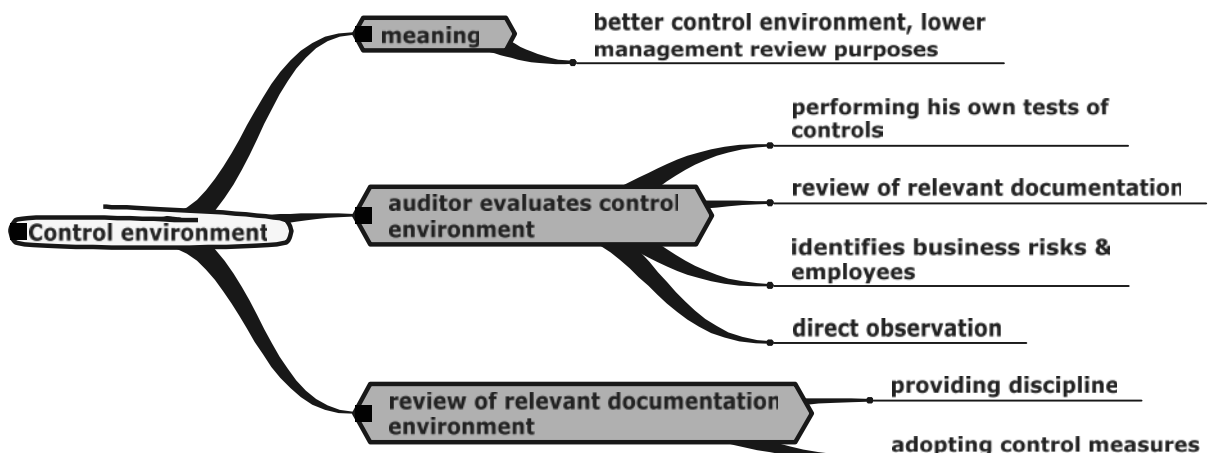 meaning
better control environment, lower
management review purposes
Control environment
auditor evaluates control
environment
performing his own tests of
controls
review of relevant documentation
identifies business risks &
employees
direct observation
review of relevant documentation
environment
providing discipline
adopting control measures